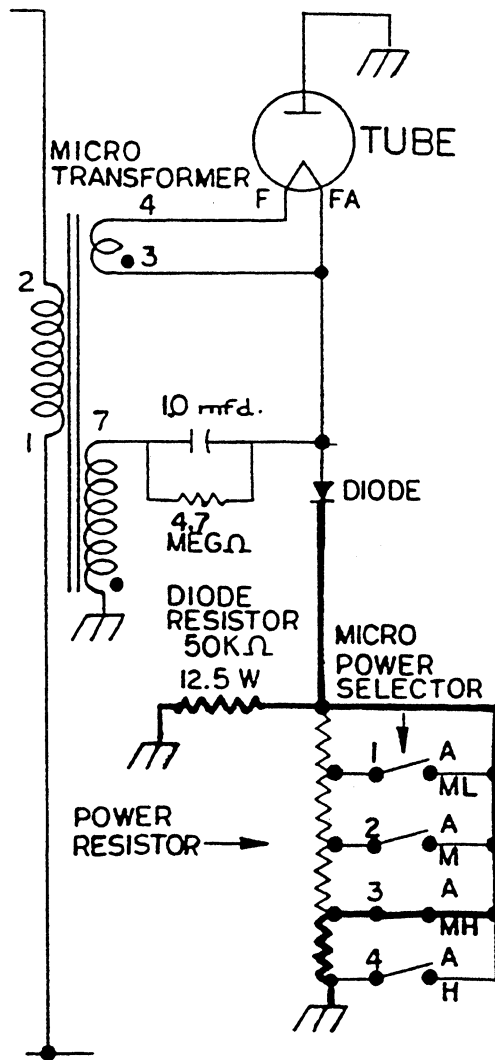 TUBE
MICRO
TRANSFORMER
4
F
FA
3
2
1
7
1.0 mfd.
4.7
MEGΩ
DIODE
DIODE
RESISTOR
50KΩ
12.5 W
MICRO
POWER
SELECTOR
1 A
ML
POWER
RESISTOR
2 A
M
3 A
MH
4 A
H